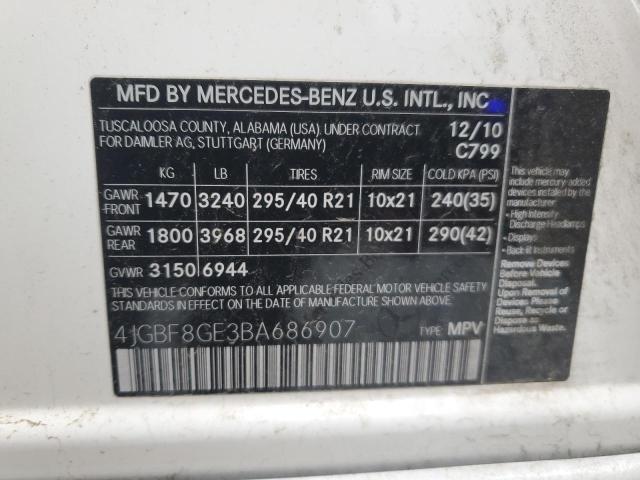 MFD BY MERCEDES-BENZ U.S. INTL., INC
TUSCALOOSA COUNTY, ALABAMA (USA) UNDER CONTRACT
FOR DAIMLER AG, STUTTGART (GERMANY)
12/10
C799
KG LB TIRES RIM SIZE COLD KPA (PSI)
GAWR FRONT 1470 3240 295/40 R21 10x21 240(35)
GAWR REAR 1800 3968 295/40 R21 10x21 290(42)
GVWR 3150 6944
THIS VEHICLE CONFORMS TO ALL APPLICABLE FEDERAL MOTOR VEHICLE SAFETY
STANDARDS IN EFFECT ON THE DATE OF MANUFACTURE SHOWN ABOVE
4JGBF8GE3BA686907 TYPE: MPV
This vehicle may
include mercury-added
devices installed by the
manufacturer:
- High Intensity
Discharge Headlamps
- Displays
- Back-lit Instruments
Remove Devices
Before Vehicle
Disposal.
Upon Removal of
Devices Please
Reuse, Recycle or
Dispose as
Hazardous Waste.